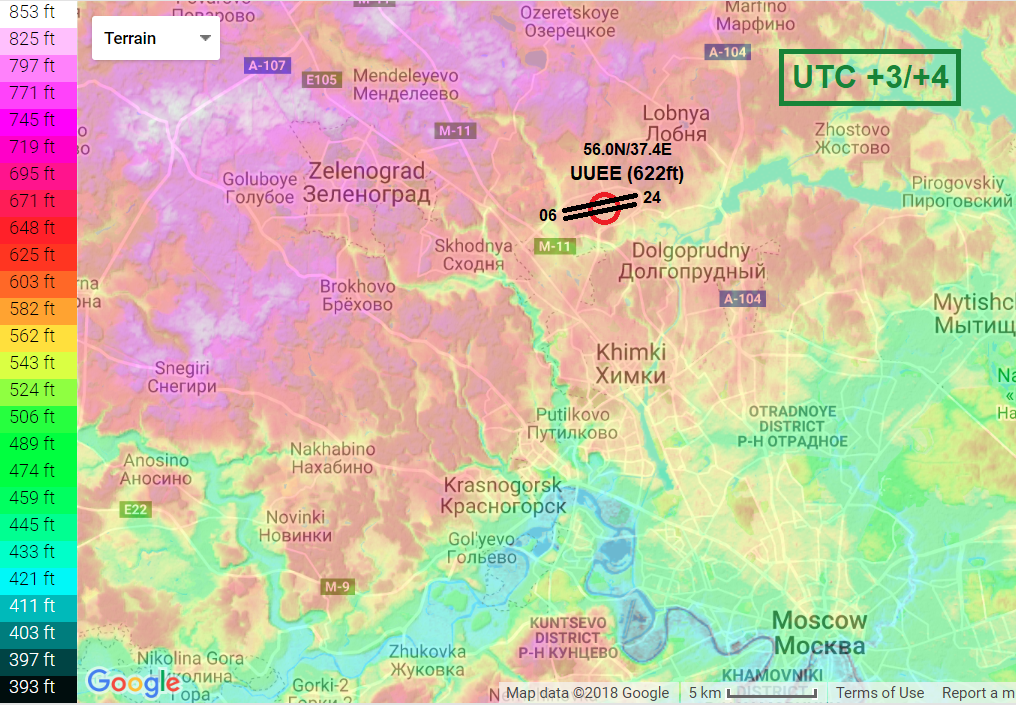 853 ft
825 ft
797 ft
771 ft
745 ft
719 ft
695 ft
671 ft
648 ft
625 ft
603 ft
582 ft
562 ft
543 ft
524 ft
506 ft
489 ft
474 ft
459 ft
445 ft
433 ft
421 ft
411 ft
403 ft
397 ft
393 ft
Terrain
Поварово
Ozeretskoye
Озерецкое
Marfino
Марфино
A-104
UTC +3/+4
A-107
E105
Mendeleyevo
Менделеево
M-11
Lobnya
Лобня
Zhostovo
Жостово
56.0N/37.4E
UUEE (622ft)
Zelenograd
Зеленоград
Goluboye
Голубое
Pirogovskiy
Пироговский
06
24
Skhodnya
Сходня
M-11
Dolgoprudny
Долгопрудный
Brokhovo
Брёхово
A-104
Khimki
Химки
Snegiri
Снегири
Putilkovo
Путилково
OTRADNOYE
DISTRICT
Р-Н ОТРАДНОЕ
Nakhabino
Нахабино
Anosino
Аносино
Krasnogorsk
Красногорск
E22
Novinki
Новинки
Gol'yevo
Гольево
M-9
Moscow
Москва
KUNTSEVO
DISTRICT
Р-Н КУНЦЕВО
Zhukovka
Жуковка
Nikolina Gora
KHAMOVNIKI
DISTRICT
Gorki-2
Горки-2
Google
Map data ©2018 Google
5 km
Terms of Use
Report a m